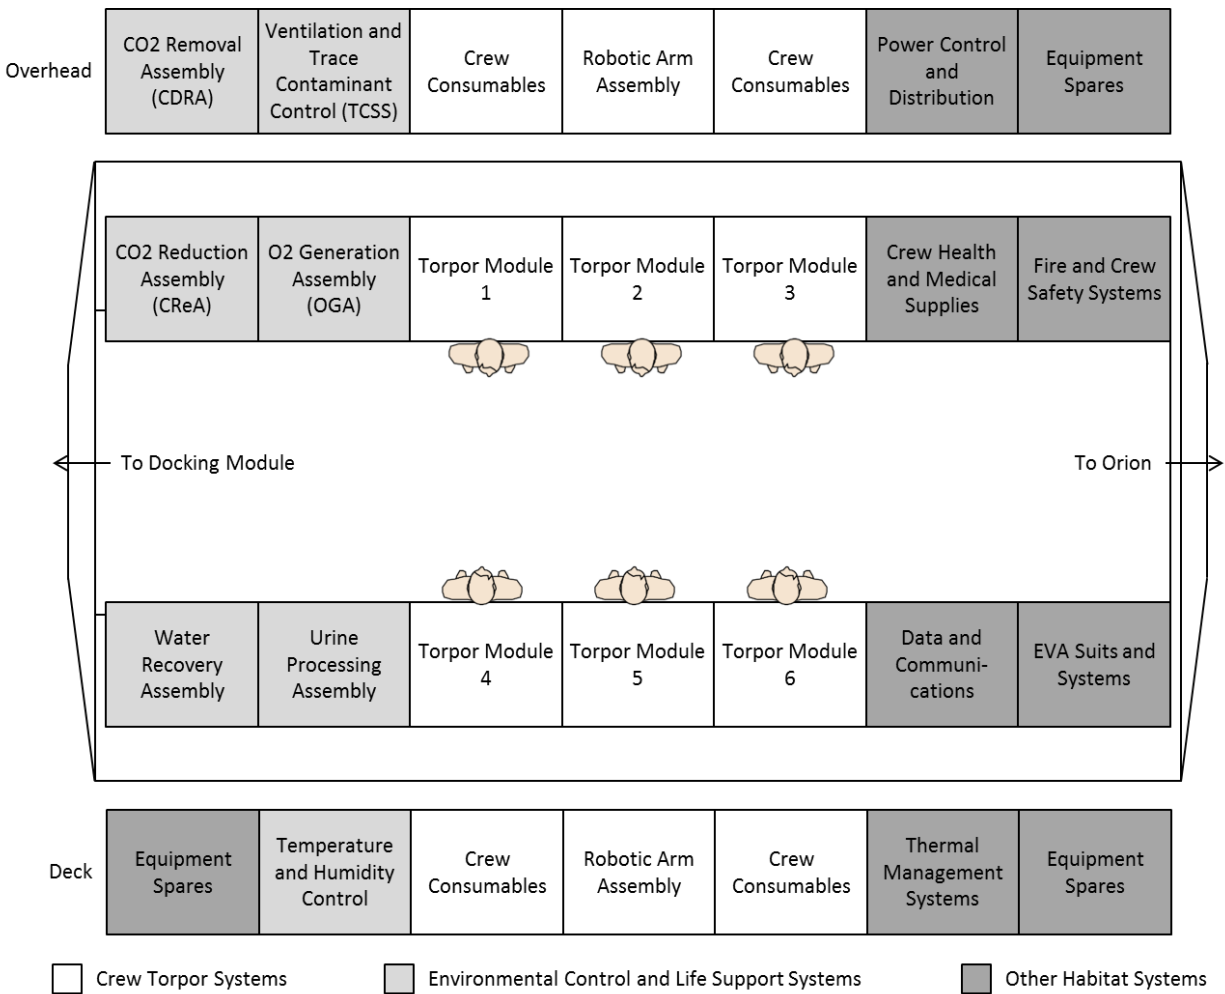 Overhead
CO2 Removal
Assembly
(CDRA)
Ventilation and
Trace
Contaminant
Control (TCSS)
Crew
Consumables
Robotic Arm
Assembly
Crew
Consumables
Power Control
and
Distribution
Equipment
Spares
CO2 Reduction
Assembly
(CReA)
O2 Generation
Assembly
(OGA)
Torpor Module
1
Torpor Module
2
Torpor Module
3
Crew Health
and Medical
Supplies
Fire and Crew
Safety Systems
To Docking Module
To Orion
Water
Recovery
Assembly
Urine
Processing
Assembly
Torpor Module
4
Torpor Module
5
Torpor Module
6
Data and
Communi-
cations
EVA Suits and
Systems
Deck
Equipment
Spares
Temperature
and Humidity
Control
Crew
Consumables
Robotic Arm
Assembly
Crew
Consumables
Thermal
Management
Systems
Equipment
Spares
Crew Torpor Systems
Environmental Control and Life Support Systems
Other Habitat Systems